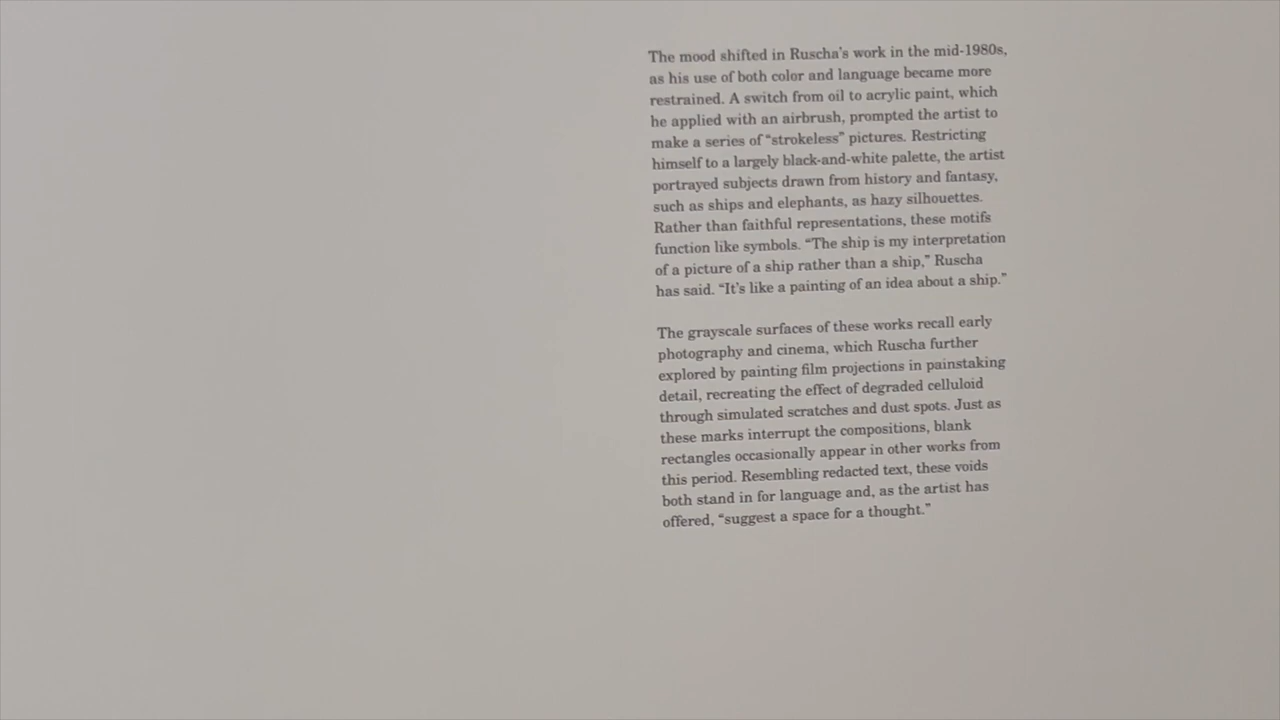 The mood shifted in Ruscha's work in the mid-1980s,
as his use of both color and language became more
restrained. A switch from oil to acrylic paint, which
he applied with an airbrush, prompted the artist to
make a series of “strokeless” pictures. Restricting
himself to a largely black-and-white palette, the artist
portrayed subjects drawn from history and fantasy,
such as ships and elephants, as hazy silhouettes.
Rather than faithful representations, these motifs
function like symbols. “The ship is my interpretation
of a picture of a ship rather than a ship,” Ruscha
has said. “It's like a painting of an idea about a ship.”
The grayscale surfaces of these works recall early
photography and cinema, which Ruscha further
explored by painting film projections in painstaking
detail, recreating the effect of degraded celluloid
through simulated scratches and dust spots. Just as
these marks interrupt the compositions, blank
rectangles occasionally appear in other works from
this period. Resembling redacted text, these voids
both stand in for language and, as the artist has
offered, “suggest a space for a thought.”